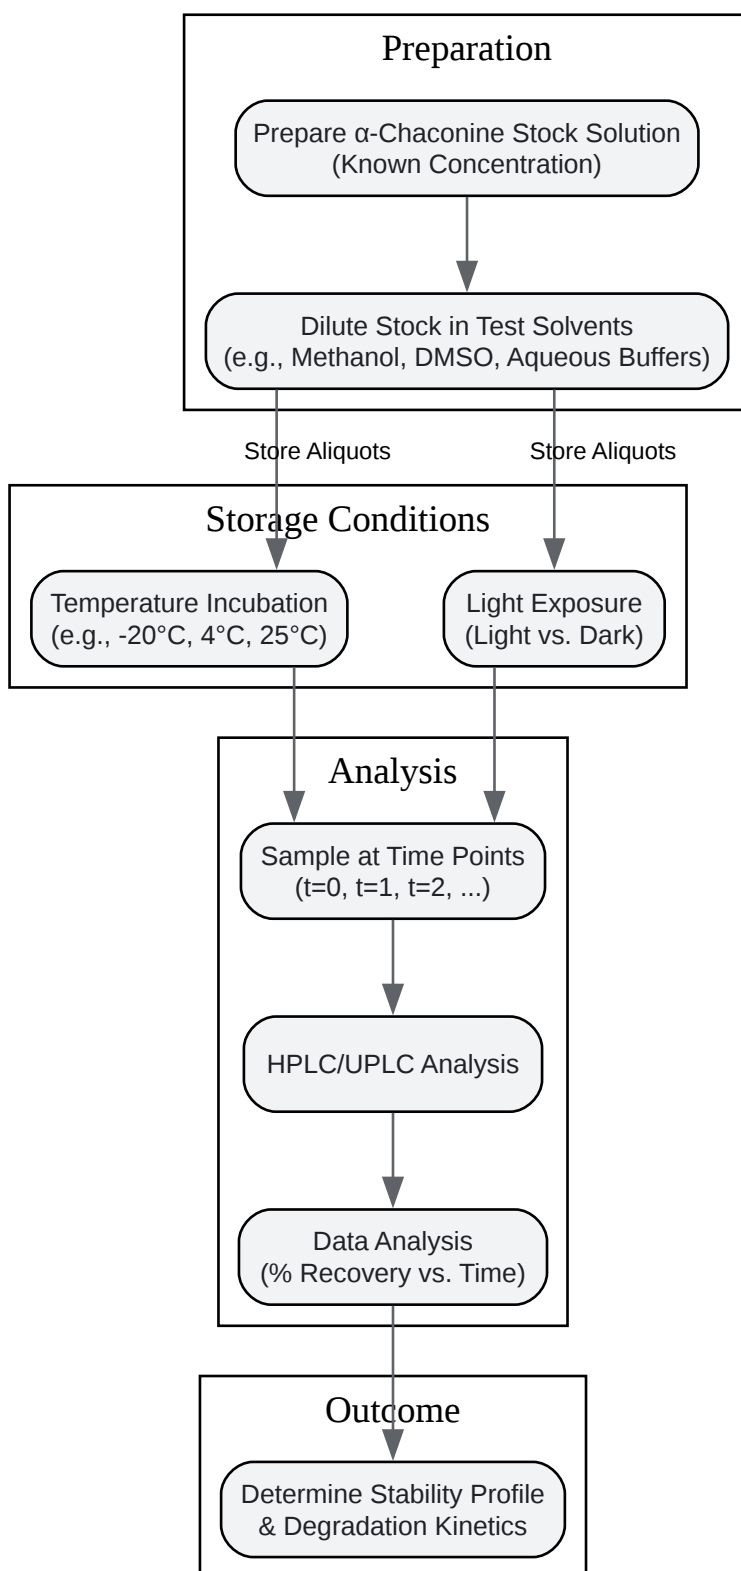 Preparation
Prepare α-Chaconine Stock Solution
(Known Concentration)
Dilute Stock in Test Solvents
(e.g., Methanol, DMSO, Aqueous Buffers)
Store Aliquots
Store Aliquots
Storage Conditions
Temperature Incubation
(e.g., -20°C, 4°C, 25°C)
Light Exposure
(Light vs. Dark)
Analysis
Sample at Time Points
(t=0, t=1, t=2, ...)
HPLC/UPLC Analysis
Data Analysis
(% Recovery vs. Time)
Outcome
Determine Stability Profile
& Degradation Kinetics